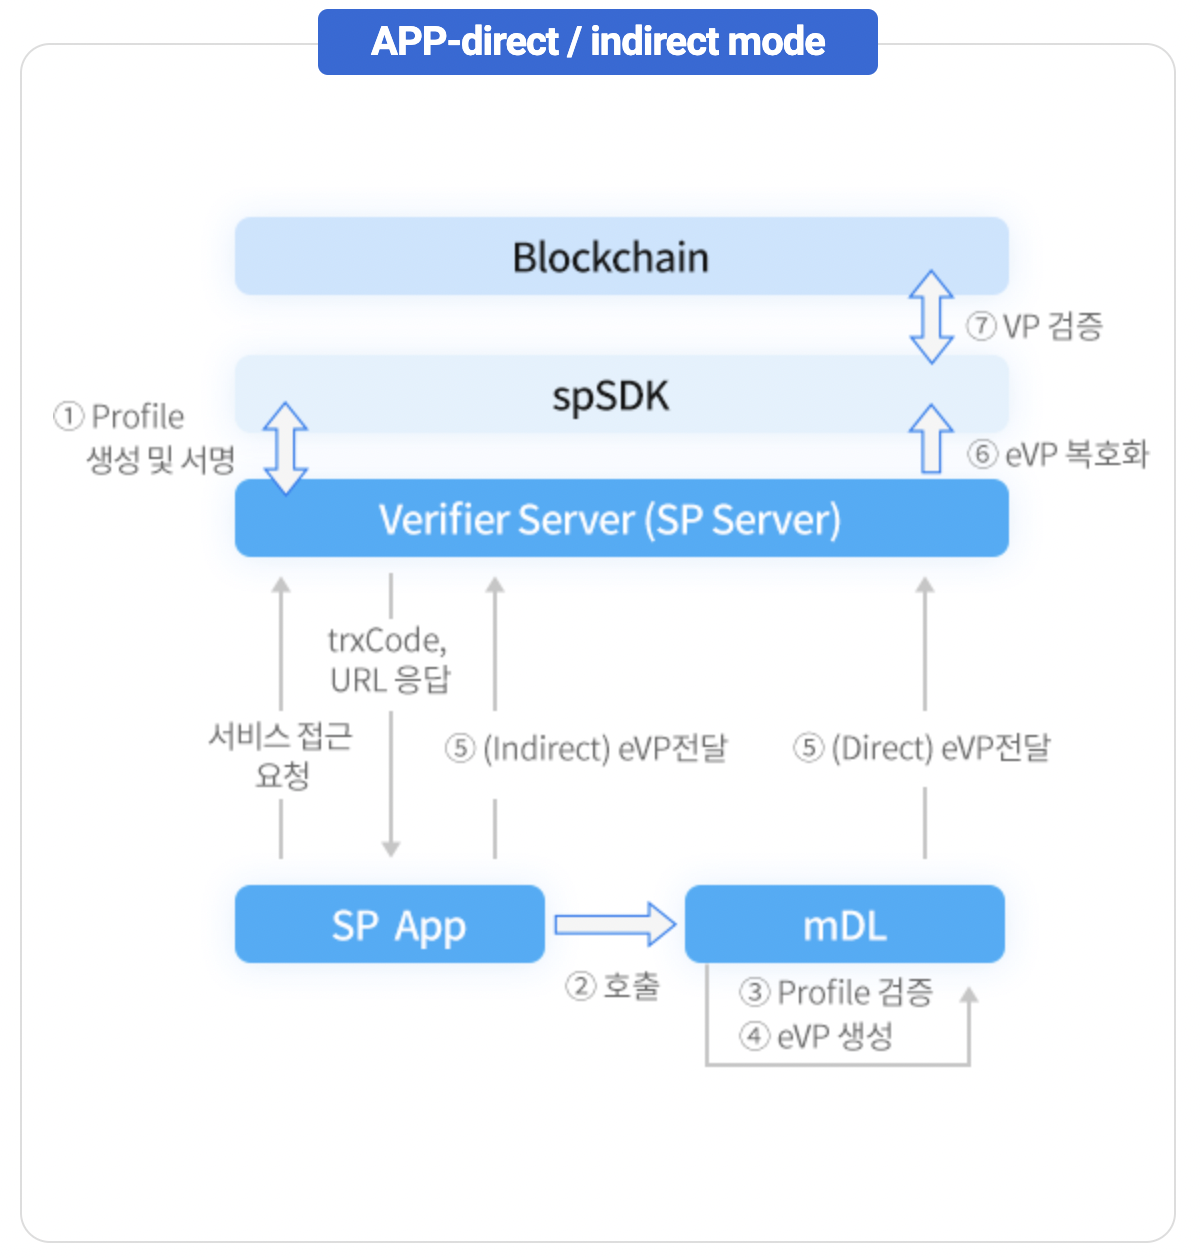 APP-direct / indirect mode
Blockchain
⑦ VP 검증
spSDK
① Profile
생성 및 서명
⑥ eVP 복호화
Verifier Server (SP Server)
trxCode,
URL 응답
서비스 접근
요청
⑤ (Indirect) eVP전달
⑤ (Direct) eVP전달
SP App
mDL
② 호출
③ Profile 검증
④ eVP 생성